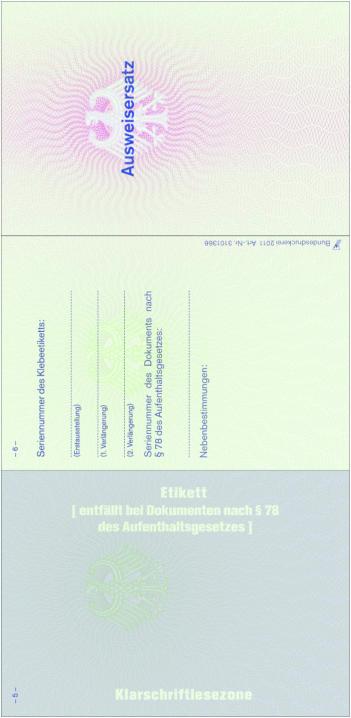 Ausweisersatz
Bundesdruckerei 2011 Art.-Nr. 3101366
– 6 –
Seriennummer des Klebeetiketts:
(Erstausstellung)
(1. Verlängerung)
(2. Verlängerung)
Seriennummer des Dokuments nach
§ 78 des Aufenthaltsgesetzes:
Nebenbestimmungen:
Etikett
[ entfällt bei Dokumenten nach § 78
des Aufenthaltsgesetzes ]
– 5 –
Klarschriftlesezone